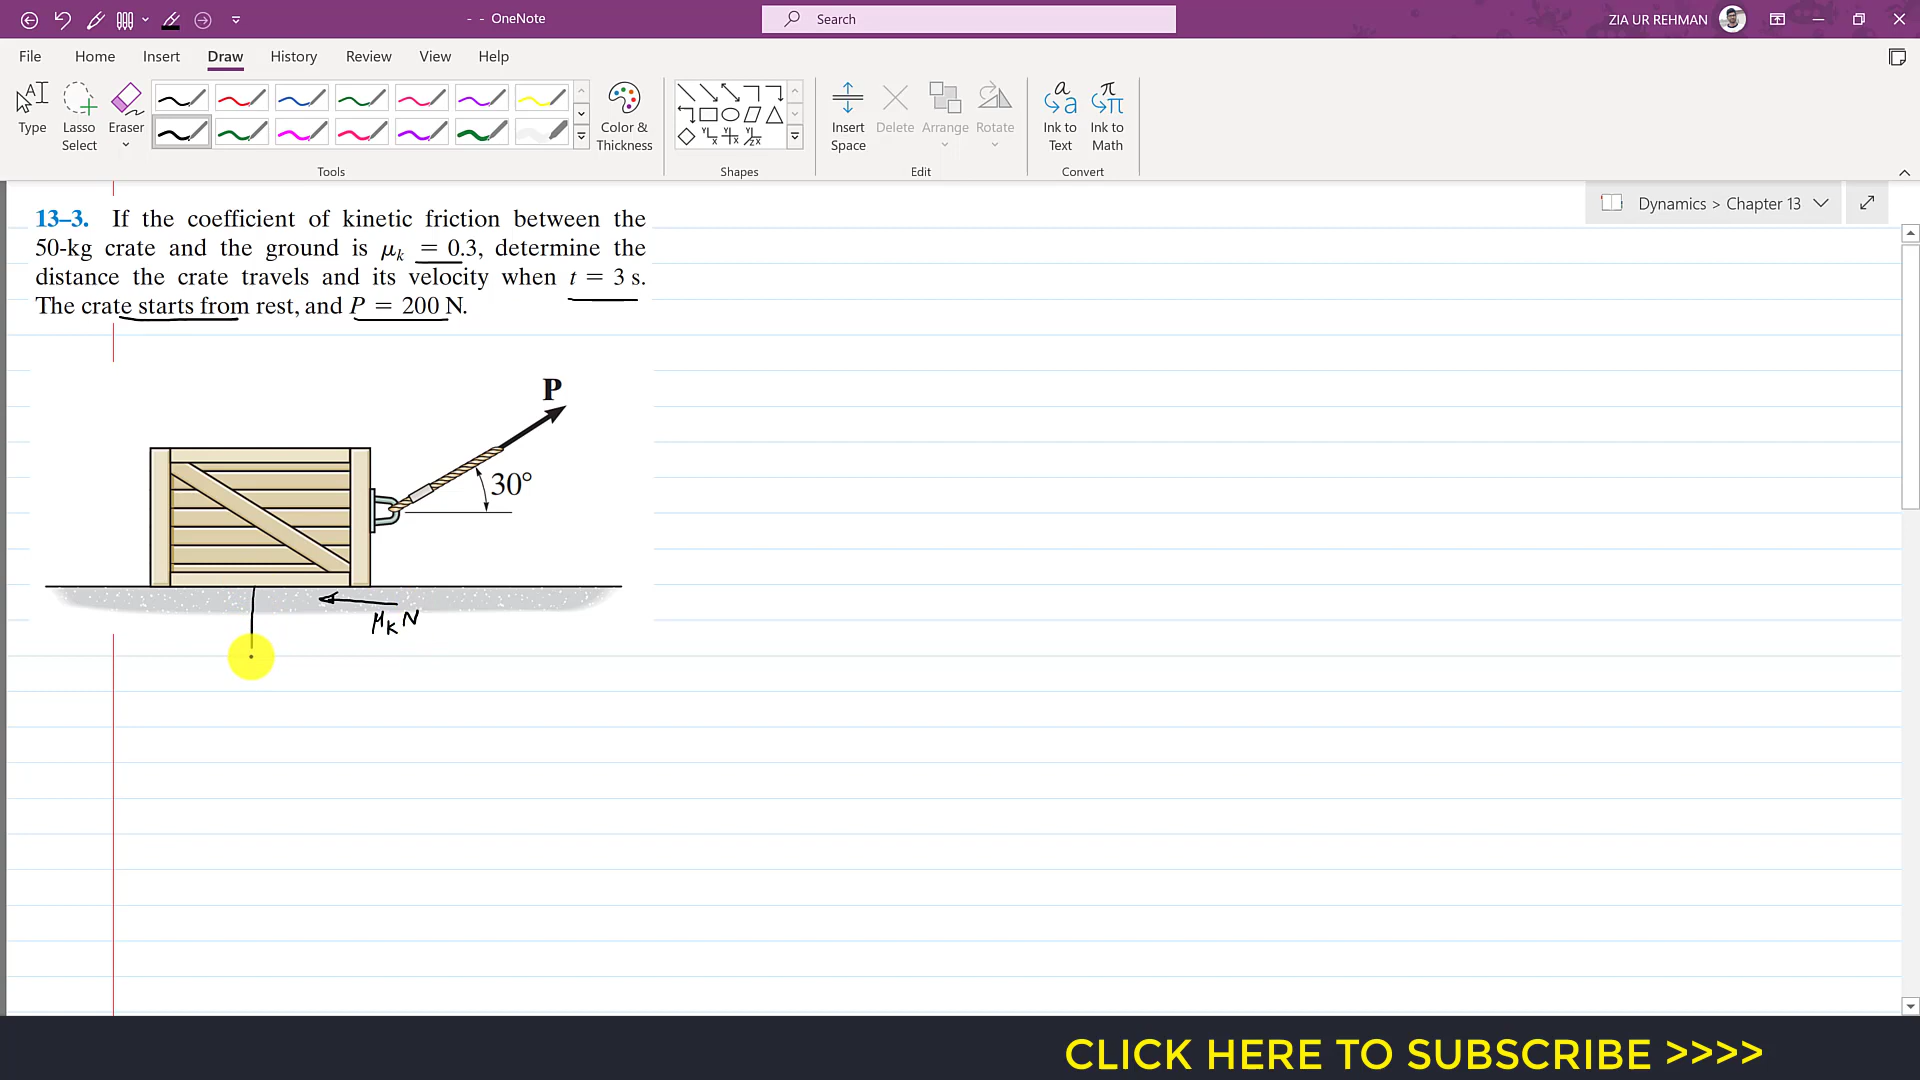 - - OneNote
Search
ZIA UR REHMAN
File Home Insert Draw History Review View Help
Type
Lasso Select
Eraser
Color & Thickness
Insert Space
Delete
Arrange
Rotate
Ink to Text
Ink to Math
Tools
Shapes
Edit
Convert
Dynamics > Chapter 13
13–3. If the coefficient of kinetic friction between the
50-kg crate and the ground is μk = 0.3, determine the
distance the crate travels and its velocity when t = 3 s.
The crate starts from rest, and P = 200 N.
P
30°
μK N
CLICK HERE TO SUBSCRIBE >>>>